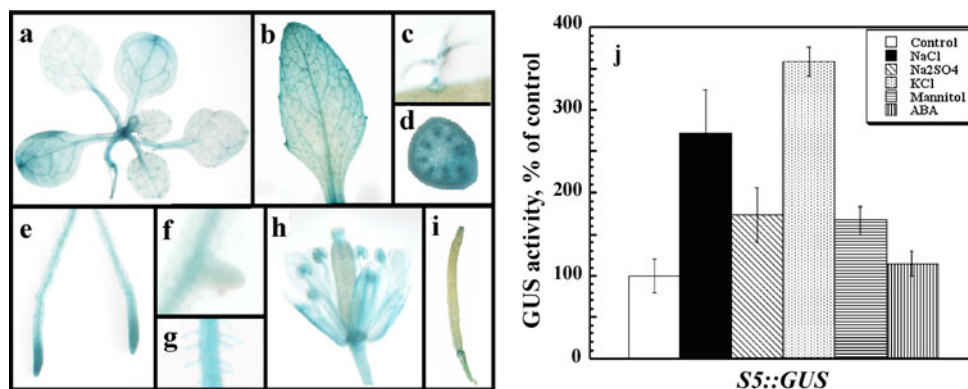 a
b
c
d
e
f
g
h
i
j
GUS activity, % of control
400
300
200
100
0
Control
NaCl
Na2SO4
KCl
Mannitol
ABA
S5::GUS